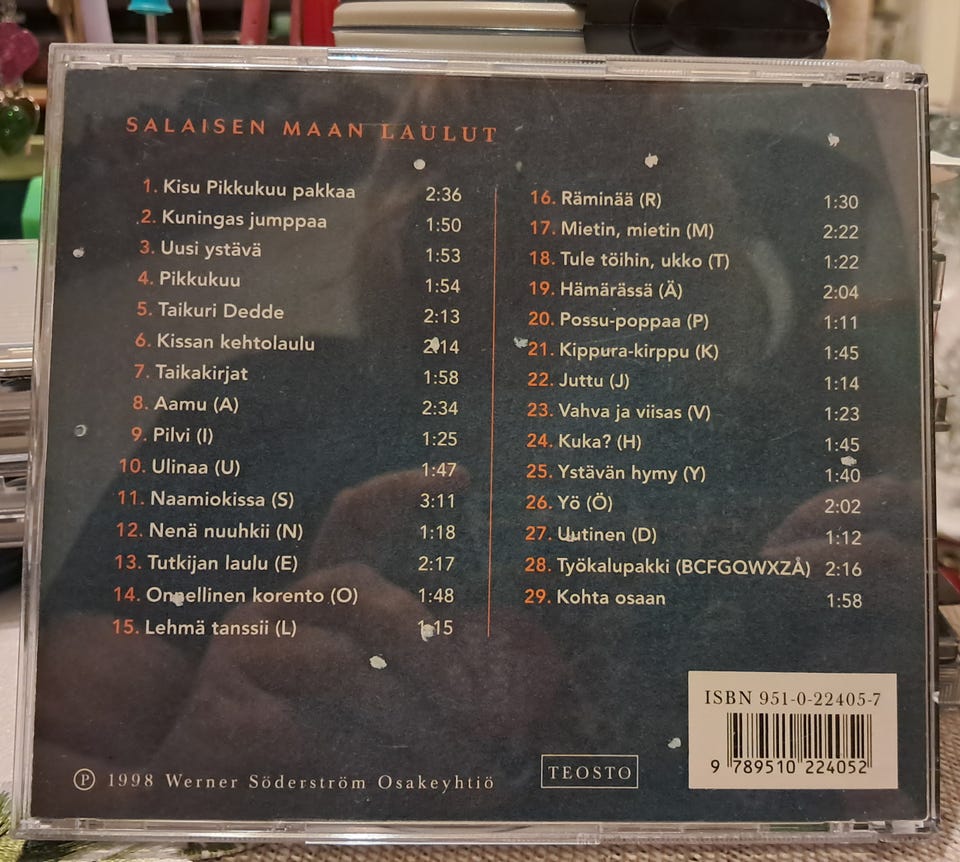 SALAISEN MAAN LAULUT
1. Kisu Pikkukuu pakkaa 2:36
2. Kuningas jumppaa 1:50
3. Uusi ystävä 1:53
4. Pikkukuu 1:54
5. Taikuri Dedde 2:13
6. Kissan kehtolaulu 2:14
7. Taikakirjat 1:58
8. Aamu (A) 2:34
9. Pilvi (I) 1:25
10. Ulinaa (U) 1:47
11. Naamiokissa (S) 3:11
12. Nenä nuuhkii (N) 1:18
13. Tutkijan laulu (E) 2:17
14. Onnellinen korento (O) 1:48
15. Lehmä tanssii (L) 1:15
16. Räminää (R) 1:30
17. Mietin, mietin (M) 2:22
18. Tule töihin, ukko (T) 1:22
19. Hämärässä (Ä) 2:04
20. Possu-poppaa (P) 1:11
21. Kippura-kirppu (K) 1:45
22. Juttu (J) 1:14
23. Vahva ja viisas (V) 1:23
24. Kuka? (H) 1:45
25. Ystävän hymy (Y) 1:40
26. Yö (Ö) 2:02
27. Uutinen (D) 1:12
28. Työkalupakki (BCFGQWXZÅ) 2:16
29. Kohta osaan 1:58
ISBN 951-0-22405-7
9 789510 224052
℗ 1998 Werner Söderström Osakeyhtiö
TEOSTO